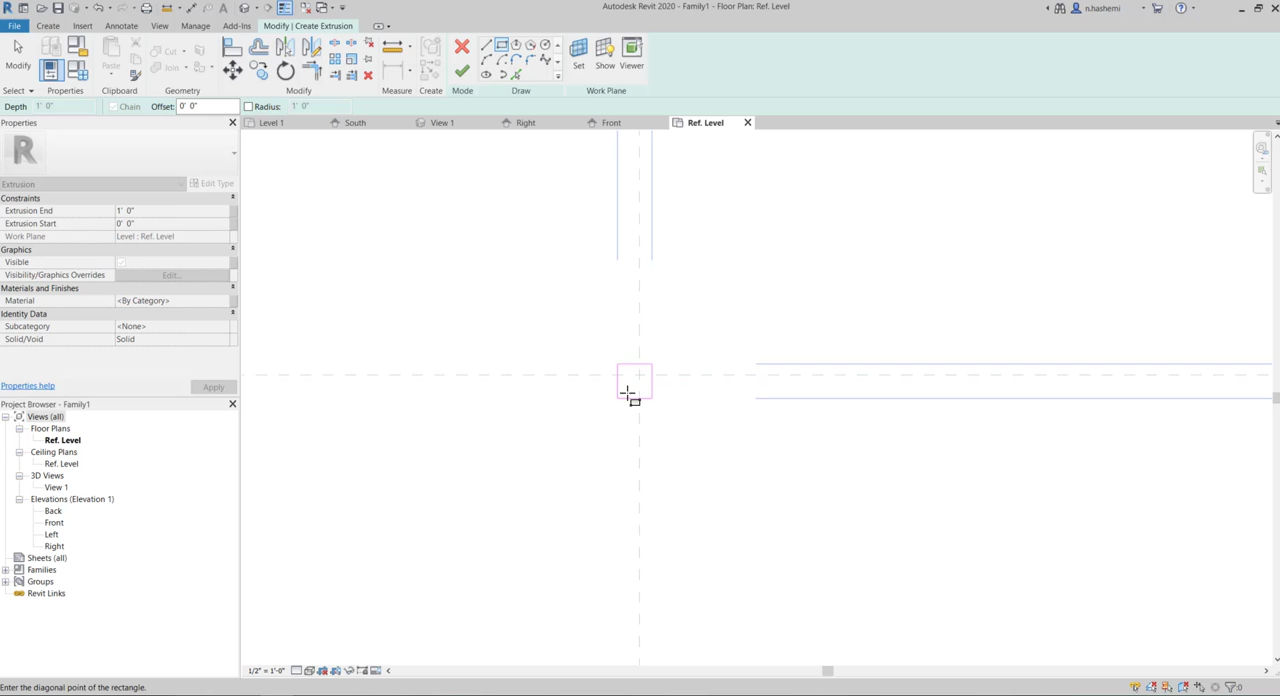 Autodesk Revit 2020 - Family1 - Floor Plan: Ref. Level
n.hashemi
File Create Insert Annotate View Manage Add-Ins Modify | Create Extrusion
Modify Paste Cut Join Set Show Viewer
Select Properties Clipboard Geometry Modify Measure Create Mode Draw Work Plane
Depth 1' 0" Chain Offset: 0' 0" Radius: 1' 0"
Properties
Level 1 South View 1 Right Front Ref. Level
R
Extrusion Edit Type
Constraints
Extrusion End 1' 0"
Extrusion Start 0' 0"
Work Plane Level : Ref. Level
Graphics
Visible
Visibility/Graphics Overrides Edit...
Materials and Finishes
Material <By Category>
Identity Data
Subcategory <None>
Solid/Void Solid
Properties help Apply
Project Browser - Family1
Views (all)
Floor Plans
Ref. Level
Ceiling Plans
Ref. Level
3D Views
View 1
Elevations (Elevation 1)
Back
Front
Left
Right
Sheets (all)
Families
Groups
Revit Links
1/2" = 1'-0"
Enter the diagonal point of the rectangle.
:0